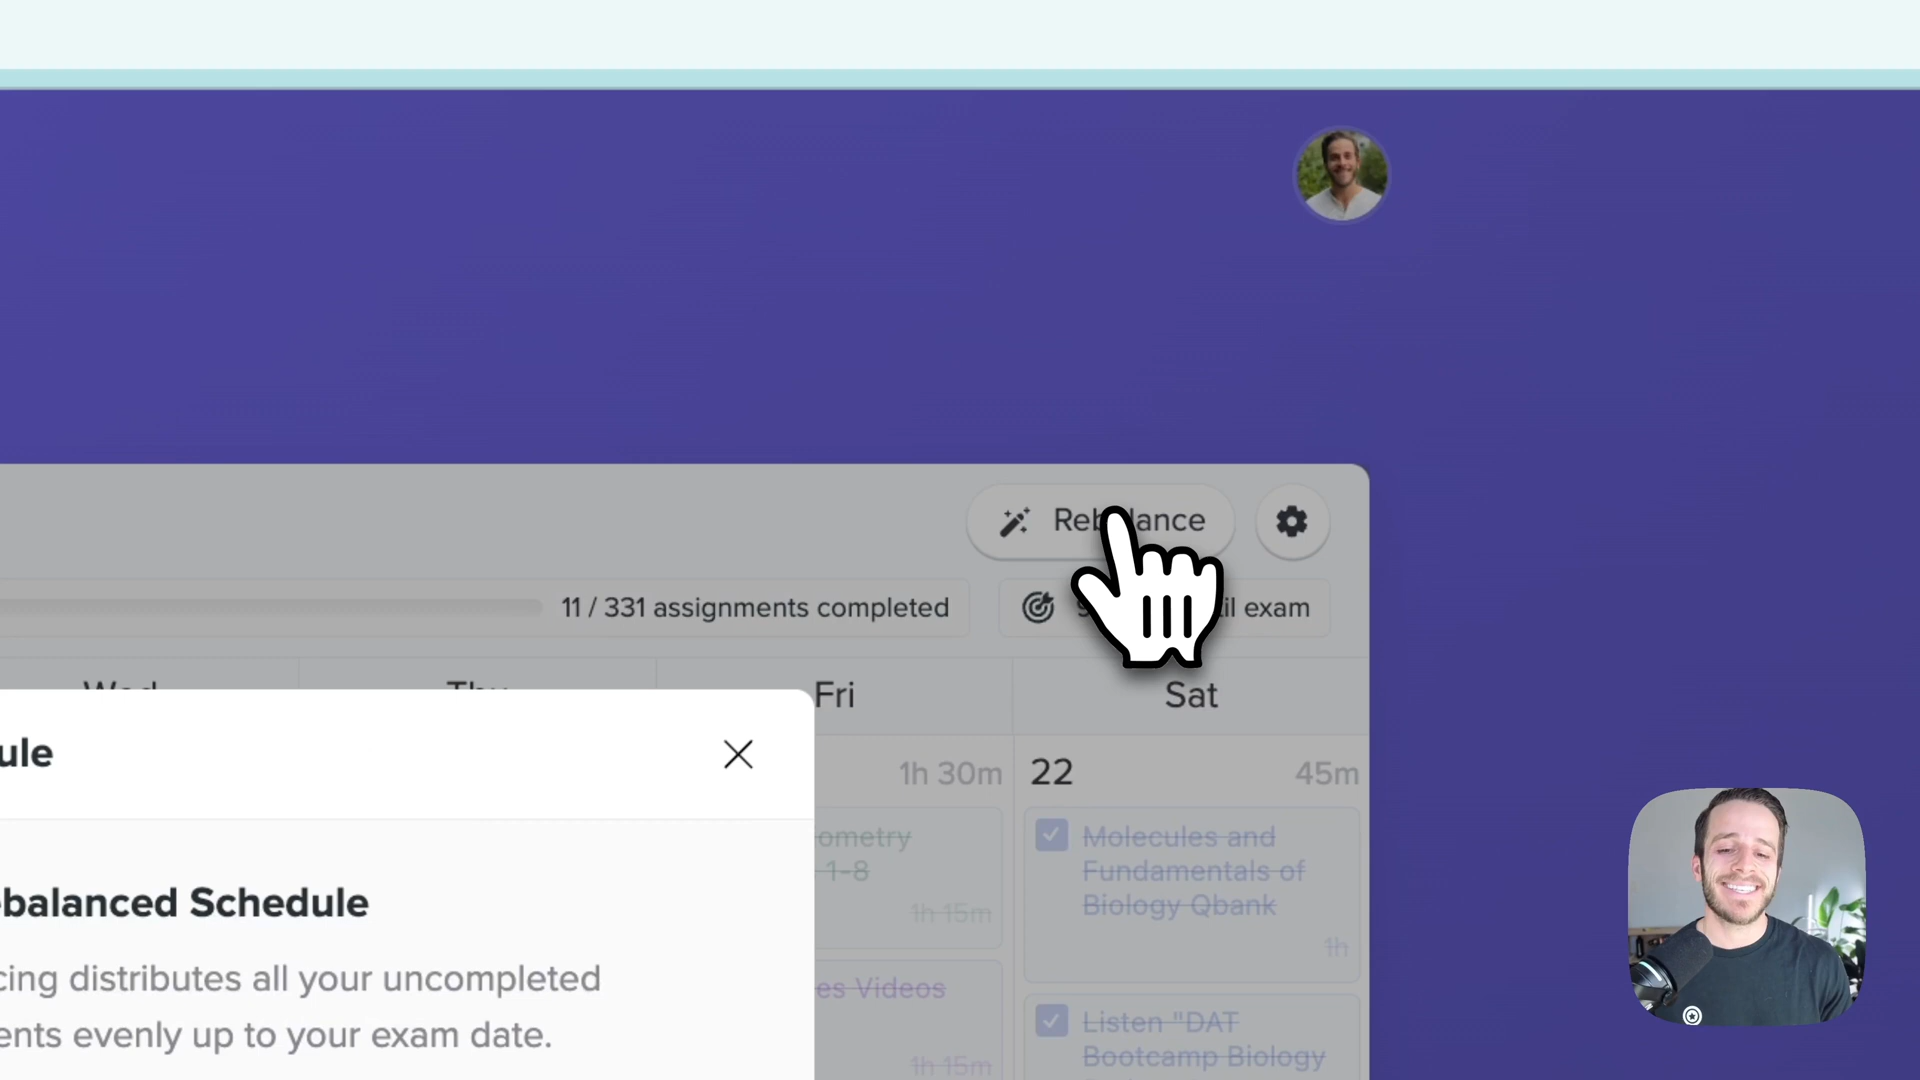 Rebalance
11 / 331 assignments completed
exam
Fri
Sat
ule
1h 30m
22
45m
ometry
1-8
1h 15m
Molecules and
Fundamentals of
Biology Qbank
1h
balanced Schedule
cing distributes all your uncompleted
ents evenly up to your exam date.
es Videos
1h 15m
Listen "DAT
Bootcamp Biology